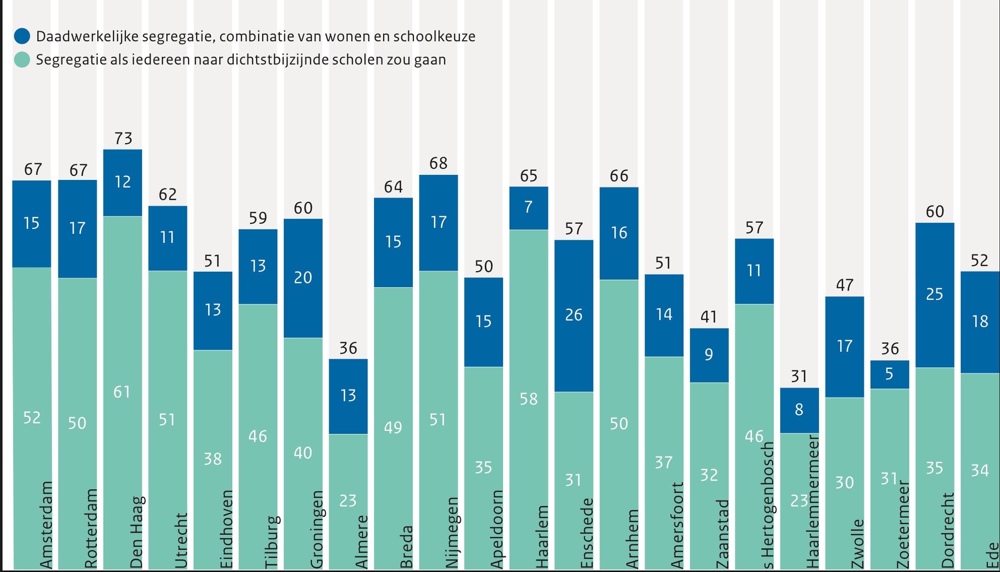 Daadwerkelijke segregatie, combinatie van wonen en schoolkeuze
Segregatie als iedereen naar dichtstbijzijnde scholen zou gaan
67
15
52
Amsterdam
67
17
50
Rotterdam
73
12
61
Den Haag
62
11
51
Utrecht
51
13
38
Eindhoven
59
13
46
Tilburg
60
20
40
Groningen
36
13
23
Almere
64
15
49
Breda
68
17
51
Nijmegen
50
15
35
Apeldoorn
65
7
58
Haarlem
57
26
31
Enschede
66
16
50
Arnhem
51
14
37
Amersfoort
41
9
32
Zaanstad
57
11
46
s Hertogenbosch
31
8
23
Haarlemmermeer
47
17
30
Zwolle
36
5
31
Zoetermeer
60
25
35
Dordrecht
52
18
34
Ede